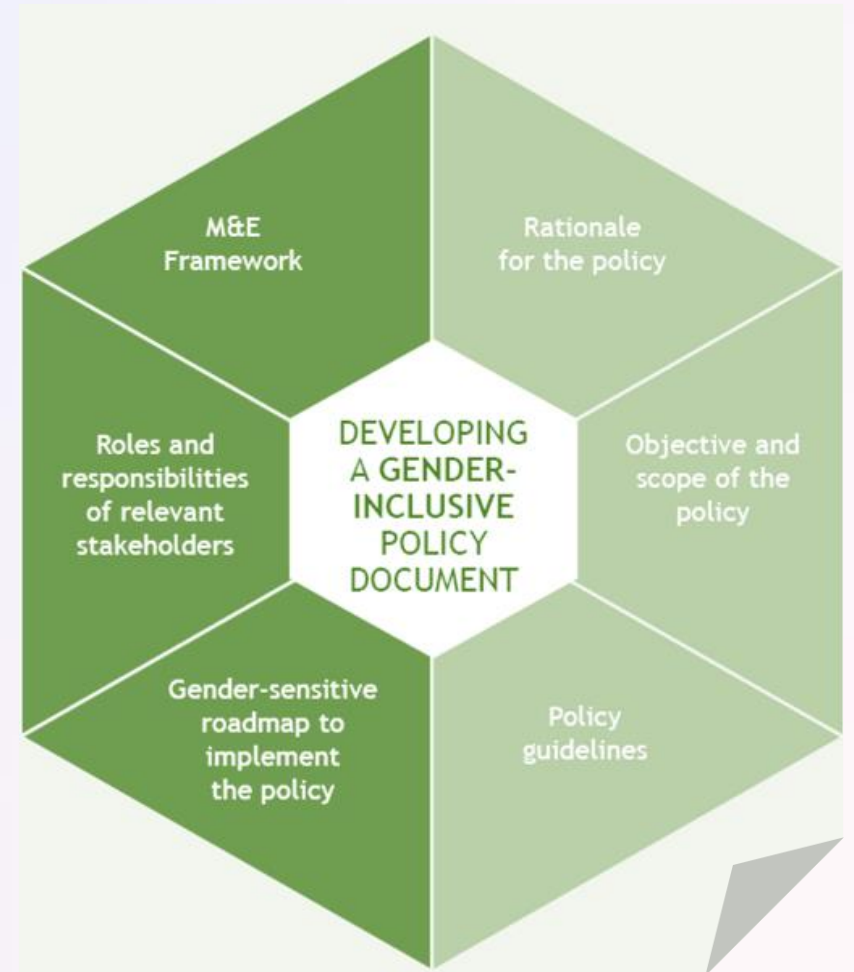 M&E
Framework
Rationale
for the policy
Roles and
responsibilities
of relevant
stakeholders
DEVELOPING
A GENDER-
INCLUSIVE
POLICY
DOCUMENT
Objective and
scope of the
policy
Gender-sensitive
roadmap to
implement
the policy
Policy
guidelines